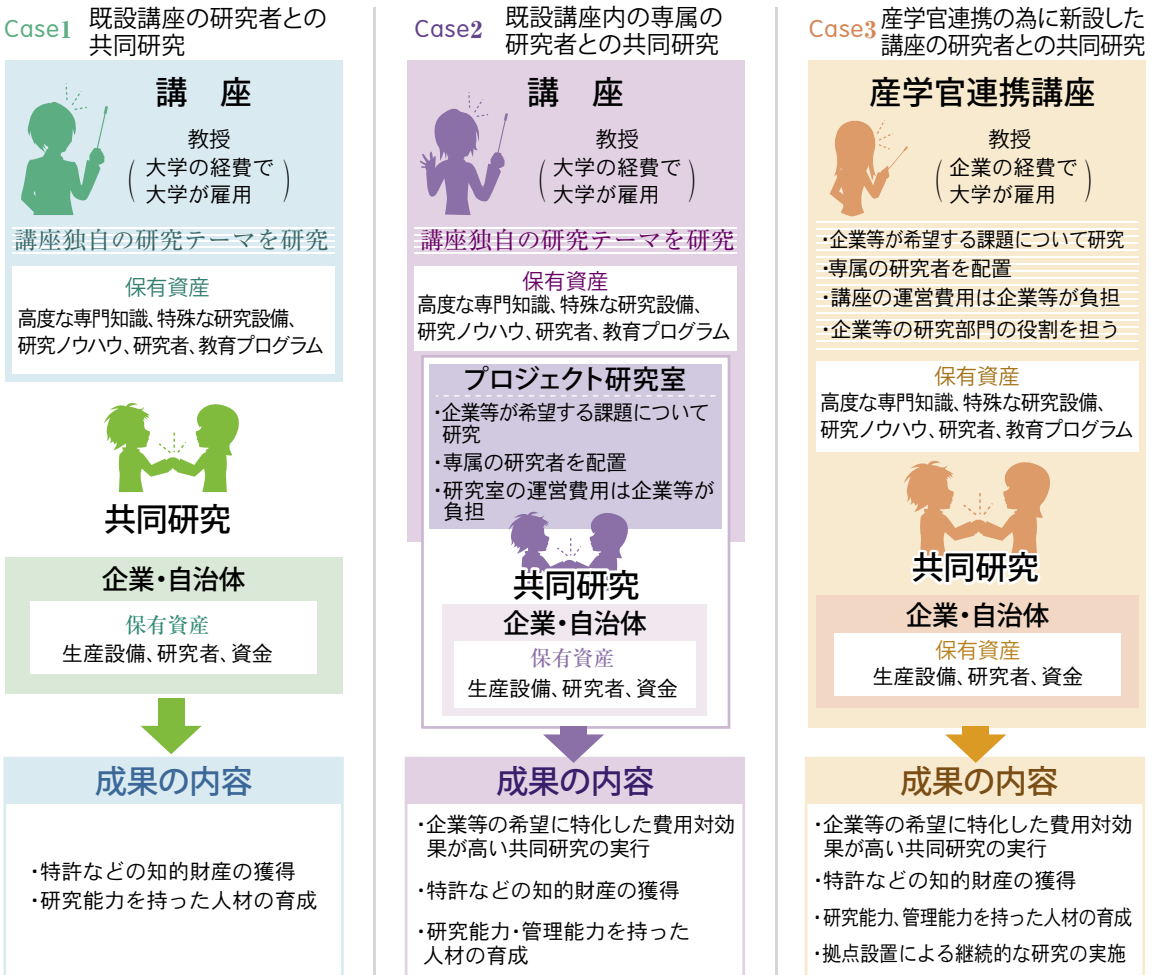 Case1 既設講座の研究者との
共同研究
講　座
教授
(大学の経費で
大学が雇用)
講座独自の研究テーマを研究
保有資産
高度な専門知識、特殊な研究設備、
研究ノウハウ、研究者、教育プログラム
共同研究
企業・自治体
保有資産
生産設備、研究者、資金
成果の内容
・特許などの知的財産の獲得
・研究能力を持った人材の育成
Case2 既設講座内の専属の
研究者との共同研究
講　座
教授
(大学の経費で
大学が雇用)
講座独自の研究テーマを研究
保有資産
高度な専門知識、特殊な研究設備、
研究ノウハウ、研究者、教育プログラム
プロジェクト研究室
・企業等が希望する課題について
研究
・専属の研究者を配置
・研究室の運営費用は企業等が
負担
共同研究
企業・自治体
保有資産
生産設備、研究者、資金
成果の内容
・企業等の希望に特化した費用対効
果が高い共同研究の実行
・特許などの知的財産の獲得
・研究能力・管理能力を持った
人材の育成
Case3 産学官連携の為に新設した
講座の研究者との共同研究
産学官連携講座
教授
(企業の経費で
大学が雇用)
・企業等が希望する課題について研究
・専属の研究者を配置
・講座の運営費用は企業等が負担
・企業等の研究部門の役割を担う
保有資産
高度な専門知識、特殊な研究設備、
研究ノウハウ、研究者、教育プログラム
共同研究
企業・自治体
保有資産
生産設備、研究者、資金
成果の内容
・企業等の希望に特化した費用対効
果が高い共同研究の実行
・特許などの知的財産の獲得
・研究能力、管理能力を持った人材の育成
・拠点設置による継続的な研究の実施